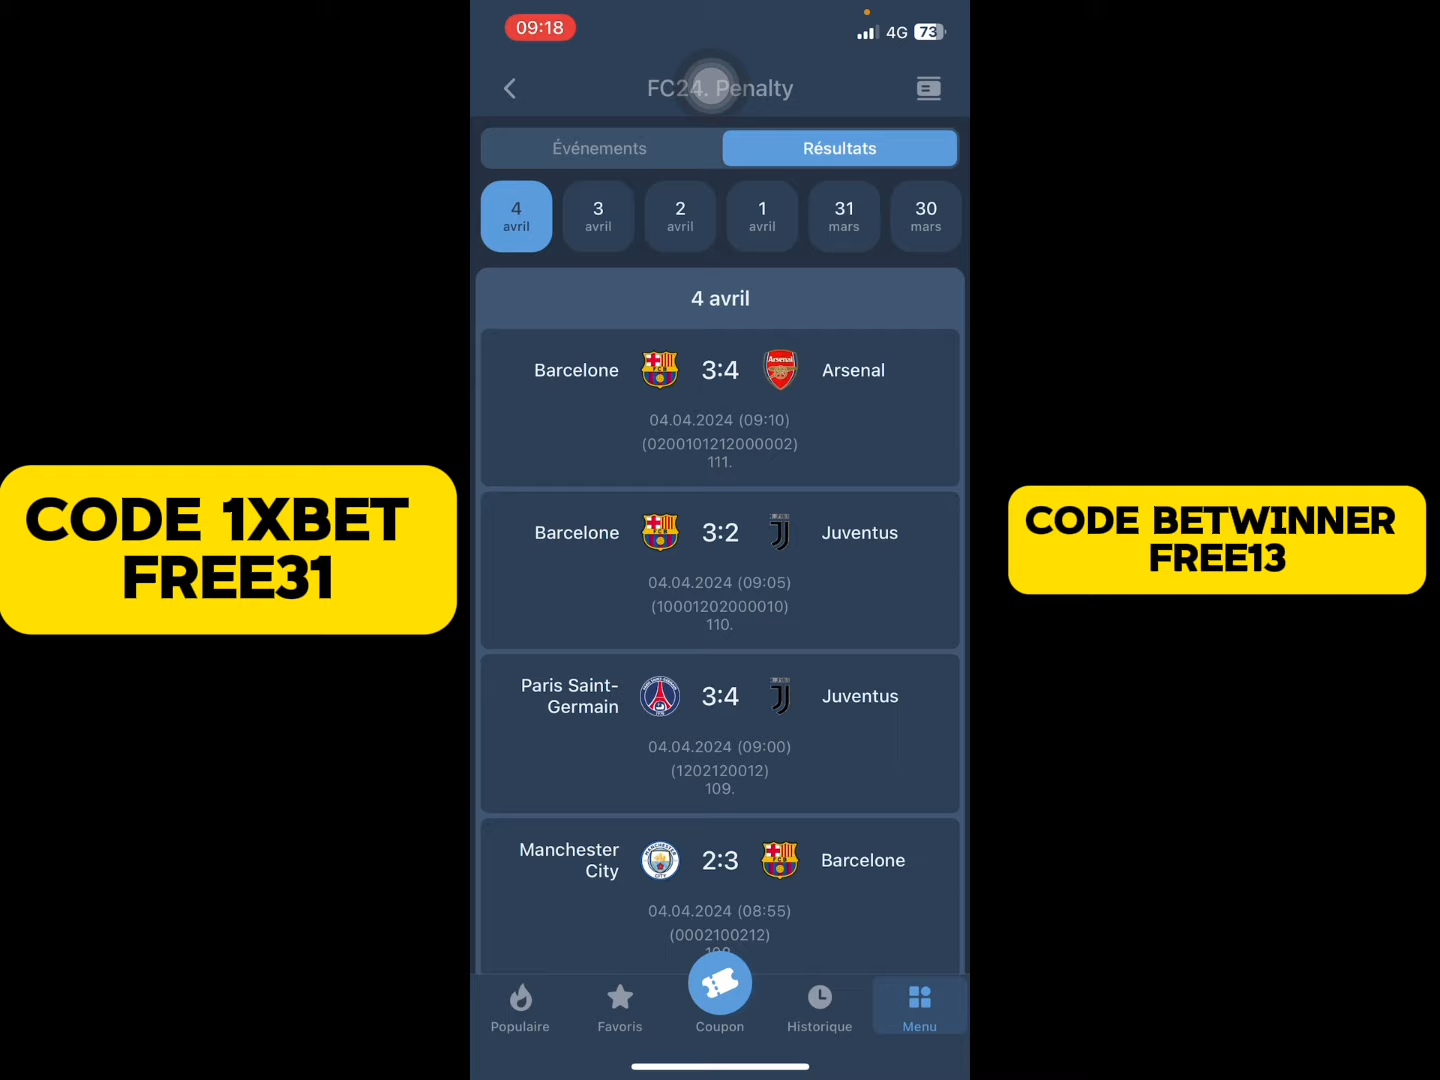 09:18
4G 73
FC24. Penalty
Événements
Résultats
4
avril
3
avril
2
avril
1
avril
31
mars
30
mars
4 avril
Barcelone 3:4 Arsenal
04.04.2024 (09:10)
(0200101212000002)
111.
Barcelone 3:2 Juventus
04.04.2024 (09:05)
(10001202000010)
110.
Paris Saint-
Germain
3:4 Juventus
04.04.2024 (09:00)
(1202120012)
109.
Manchester
City
2:3 Barcelone
04.04.2024 (08:55)
(0002100212)
CODE 1XBET
FREE31
CODE BETWINNER
FREE13
Populaire
Favoris
Coupon
Historique
Menu